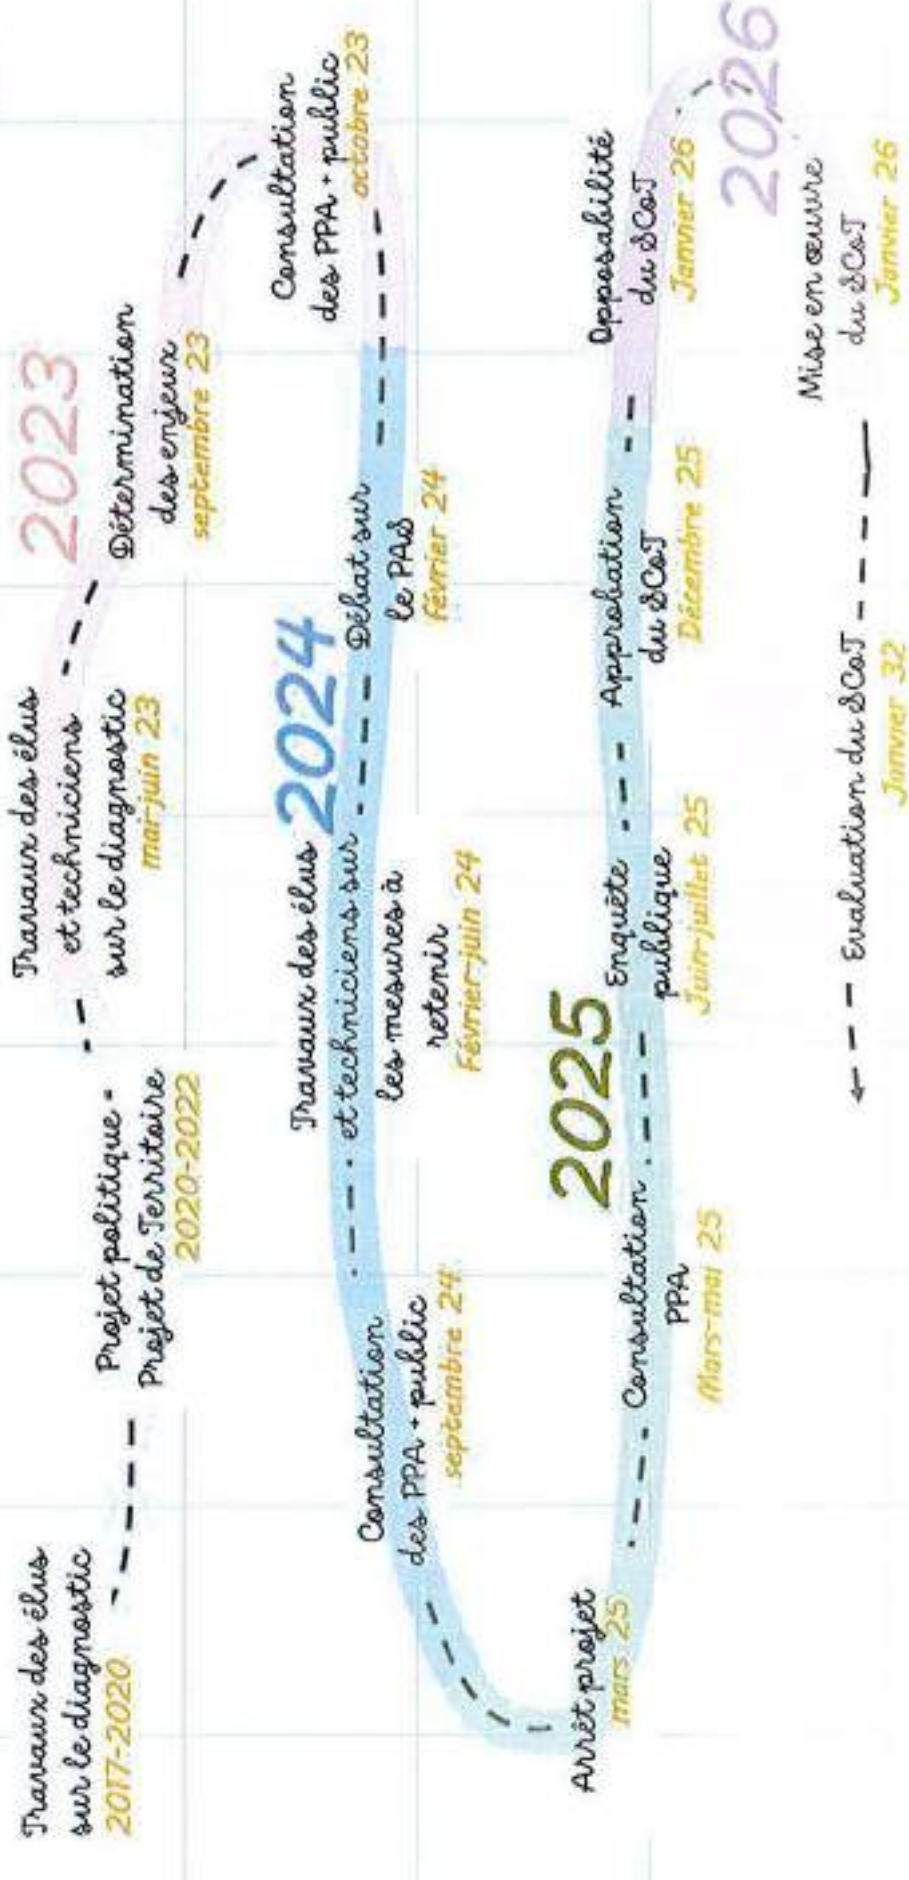 Travaux des élus
sur le diagnostic
2017-2020
Projet politique =
Projet de Territoire
2020-2022
Travaux des élus
et techniciens
sur le diagnostic
mar-juin 23
2023
Détermination
des enjeux
septembre 23
Consultation
des PPA + public
octobre 23
Débat sur
le PAS
Février 24
2024
Travaux des élus
et techniciens sur
les mesures à
retenir
Février-juin 24
Consultation
des PPA + public
septembre 24
Arrêt projet
mars 25
Consultation
PPA
Mars-mai 25
2025
Enquête
publique
Juin-juillet 25
Approbation
du SCoT
Décembre 25
Opposabilité
du SCoT
Janvier 26
2026
Mise en œuvre
du SCoT
Janvier 26
Evaluation du SCoT
Janvier 32